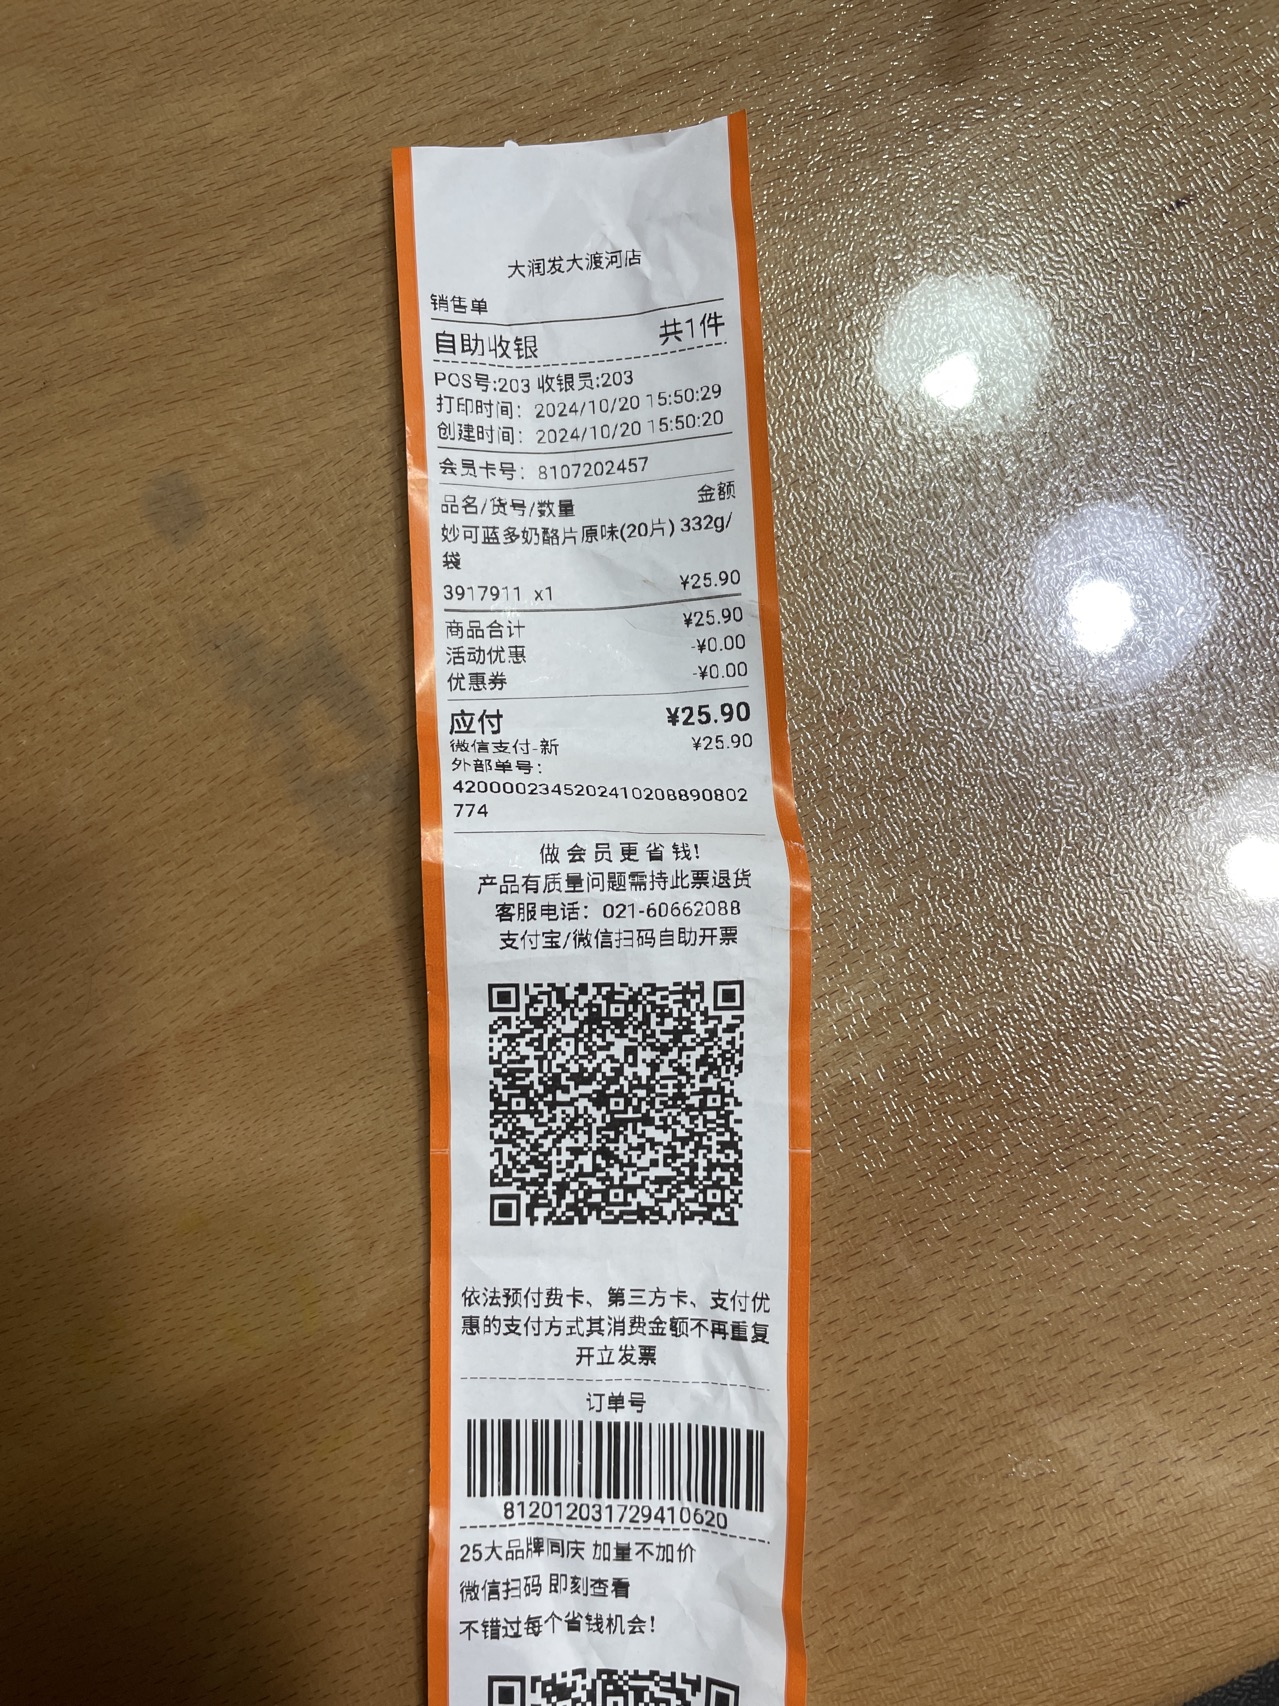 大润发大渡河店
销售单
自助收银 共1件
POS号:203 收银员:203
打印时间: 2024/10/20 15:50:29
创建时间: 2024/10/20 15:50:20
会员卡号: 8107202457
品名/货号/数量 金额
妙可蓝多奶酪片原味(20片) 332g/
袋
3917911 x1 ¥25.90
商品合计 ¥25.90
活动优惠 -¥0.00
优惠券 -¥0.00
应付 ¥25.90
微信支付-新 ¥25.90
外部单号:
4200002345202410208890802
774
做会员更省钱!
产品有质量问题需持此票退货
客服电话: 021-60662088
支付宝/微信扫码自助开票
依法预付费卡、第三方卡、支付优
惠的支付方式其消费金额不再重复
开立发票
订单号
812012031729410620
25大品牌同庆 加量不加价
微信扫码 即刻查看
不错过每个省钱机会!